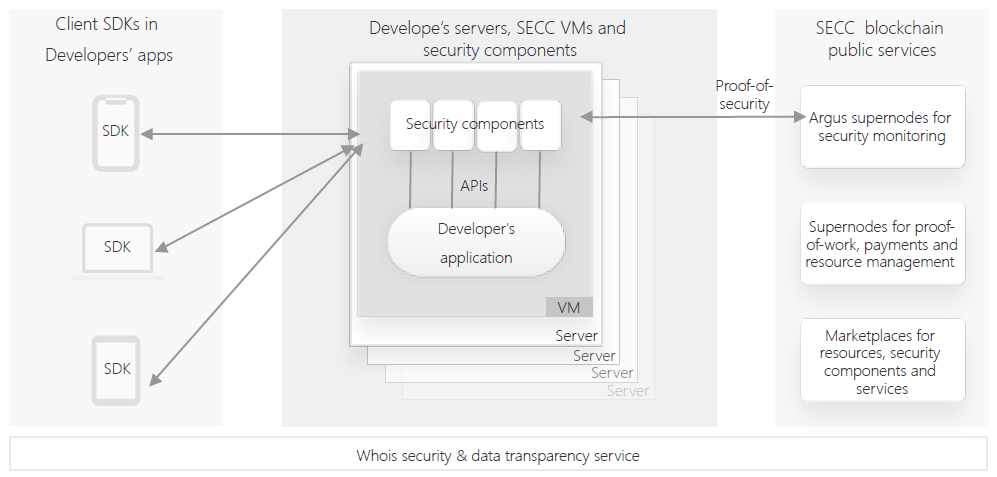 Client SDKs in
Developers' apps
SDK
SDK
SDK
Develope's servers, SECC VMs and
security components
Security components
APIs
Developer's
application
VM
Server
Server
Server
Server
Proof-of-
security
SECC blockchain
public services
Argus supernodes for
security monitoring
Supernodes for proof-
of-work, payments and
resource management
Marketplaces for
resources, security
components and
services
Whois security & data transparency service